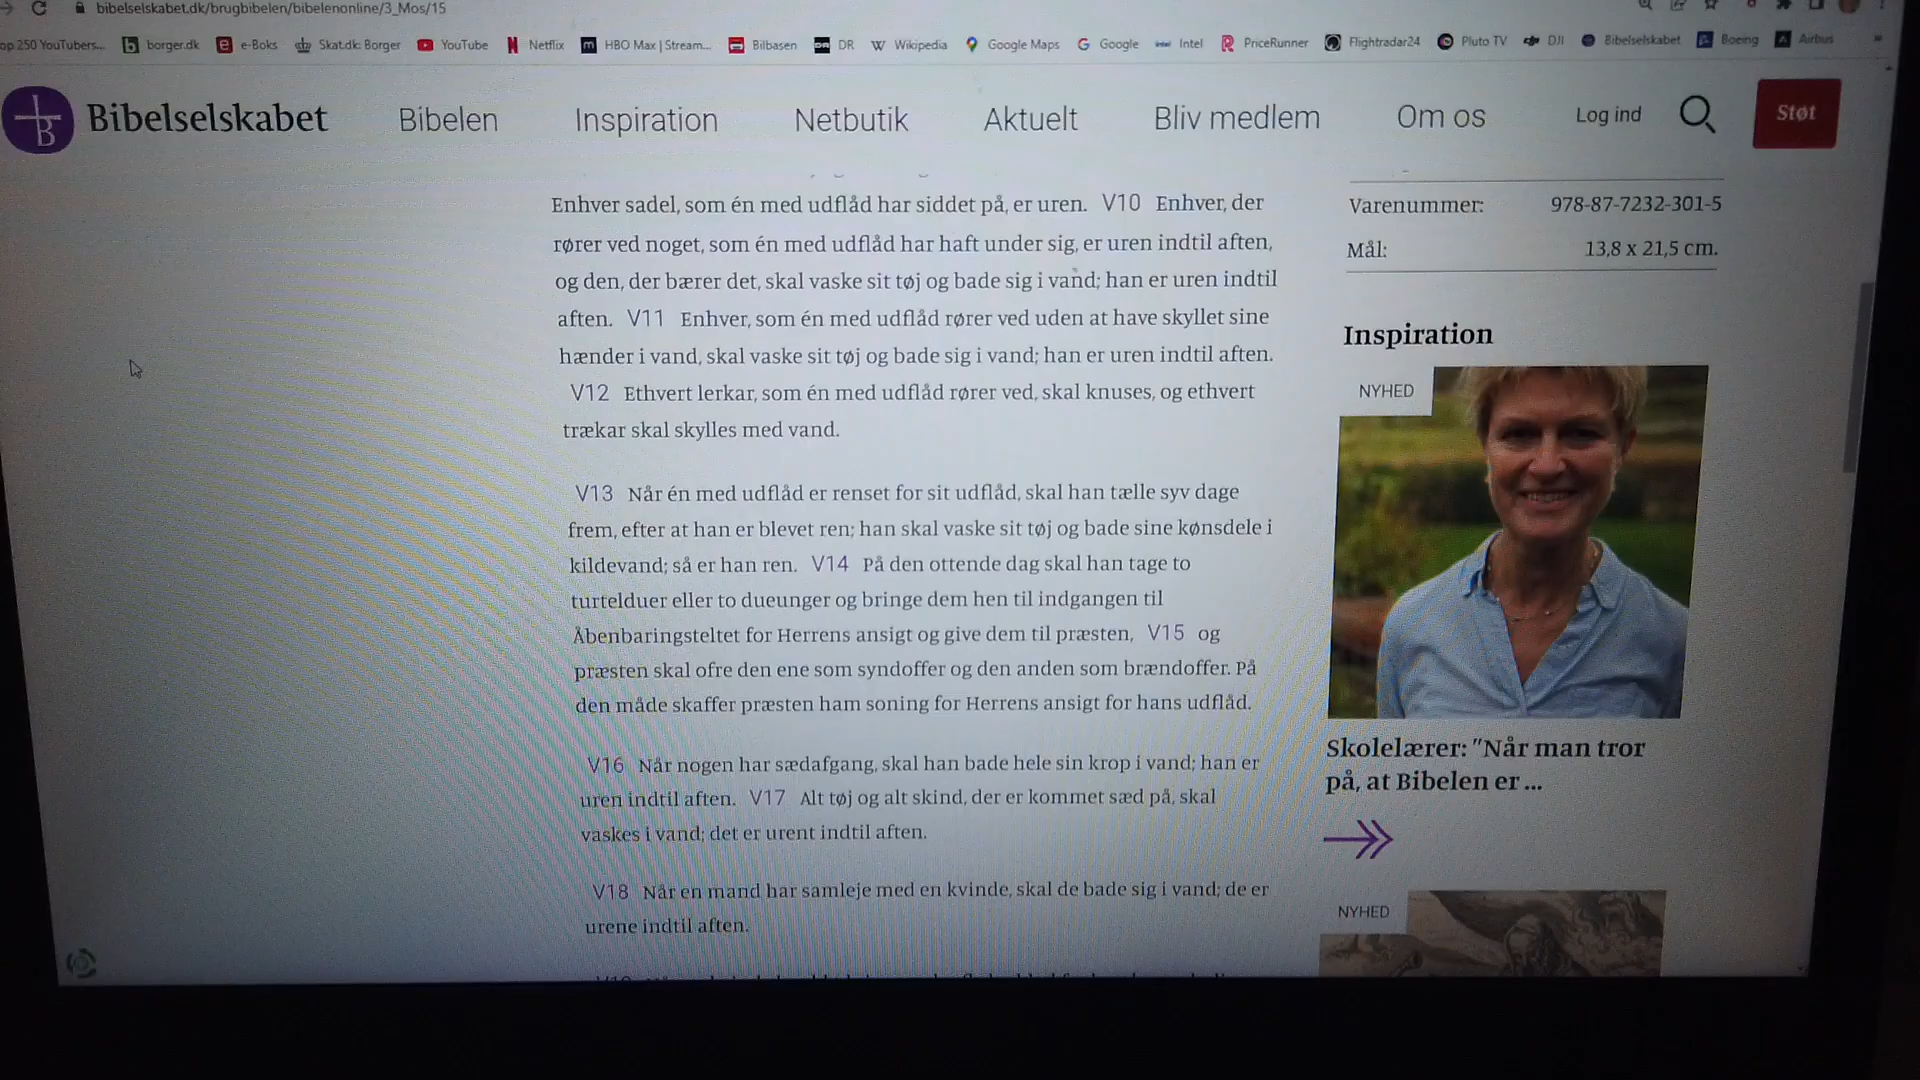 bibelselskabet.dk/brugbibelen/bibelenonline/3_Mos/15
op 250 YouTubers... borger.dk e-Boks Skat.dk: Borger YouTube Netflix HBO Max | Stream... Bilbasen DR Wikipedia Google Maps Google Intel PriceRunner Flightradar24 Pluto TV DJI Bibelselskabet Boeing Airbus »
Bibelselskabet Bibelen Inspiration Netbutik Aktuelt Bliv medlem Om os Log ind Støt
Enhver sadel, som én med udflåd har siddet på, er uren. V10 Enhver, der
rører ved noget, som én med udflåd har haft under sig, er uren indtil aften,
og den, der bærer det, skal vaske sit tøj og bade sig i vand; han er uren indtil
aften. V11 Enhver, som én med udflåd rører ved uden at have skyllet sine
hænder i vand, skal vaske sit tøj og bade sig i vand; han er uren indtil aften.
V12 Ethvert lerkar, som én med udflåd rører ved, skal knuses, og ethvert
trækar skal skylles med vand.
V13 Når én med udflåd er renset for sit udflåd, skal han tælle syv dage
frem, efter at han er blevet ren; han skal vaske sit tøj og bade sine kønsdele i
kildevand; så er han ren. V14 På den ottende dag skal han tage to
turtelduer eller to dueunger og bringe dem hen til indgangen til
Åbenbaringsteltet for Herrens ansigt og give dem til præsten, V15 og
præsten skal ofre den ene som syndoffer og den anden som brændoffer. På
den måde skaffer præsten ham soning for Herrens ansigt for hans udflåd.
V16 Når nogen har sædafgang, skal han bade hele sin krop i vand; han er
uren indtil aften. V17 Alt tøj og alt skind, der er kommet sæd på, skal
vaskes i vand; det er urent indtil aften.
V18 Når en mand har samleje med en kvinde, skal de bade sig i vand; de er
urene indtil aften.
Varenummer: 978-87-7232-301-5
Mål: 13,8 x 21,5 cm.
Inspiration
NYHED
Skolelærer: "Når man tror
på, at Bibelen er ...
NYHED